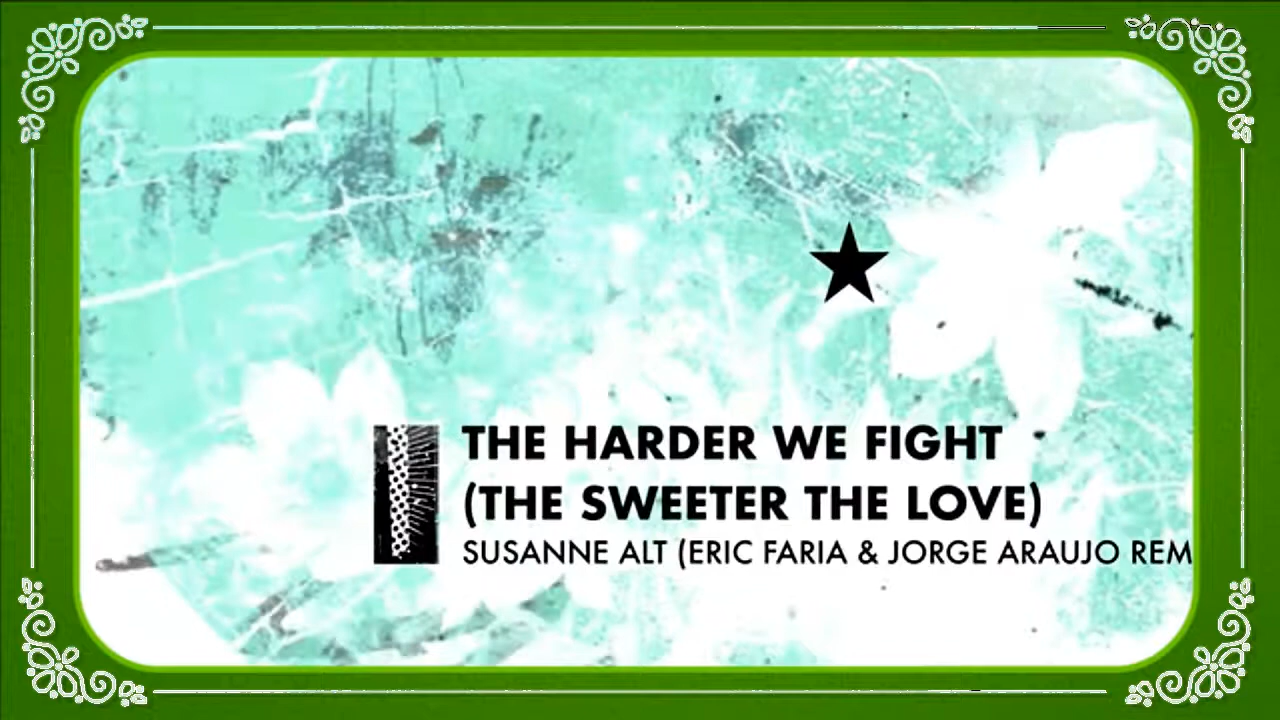 THE HARDER WE FIGHT
(THE SWEETER THE LOVE)
SUSANNE ALT (ERIC FARIA & JORGE ARAUJO REM